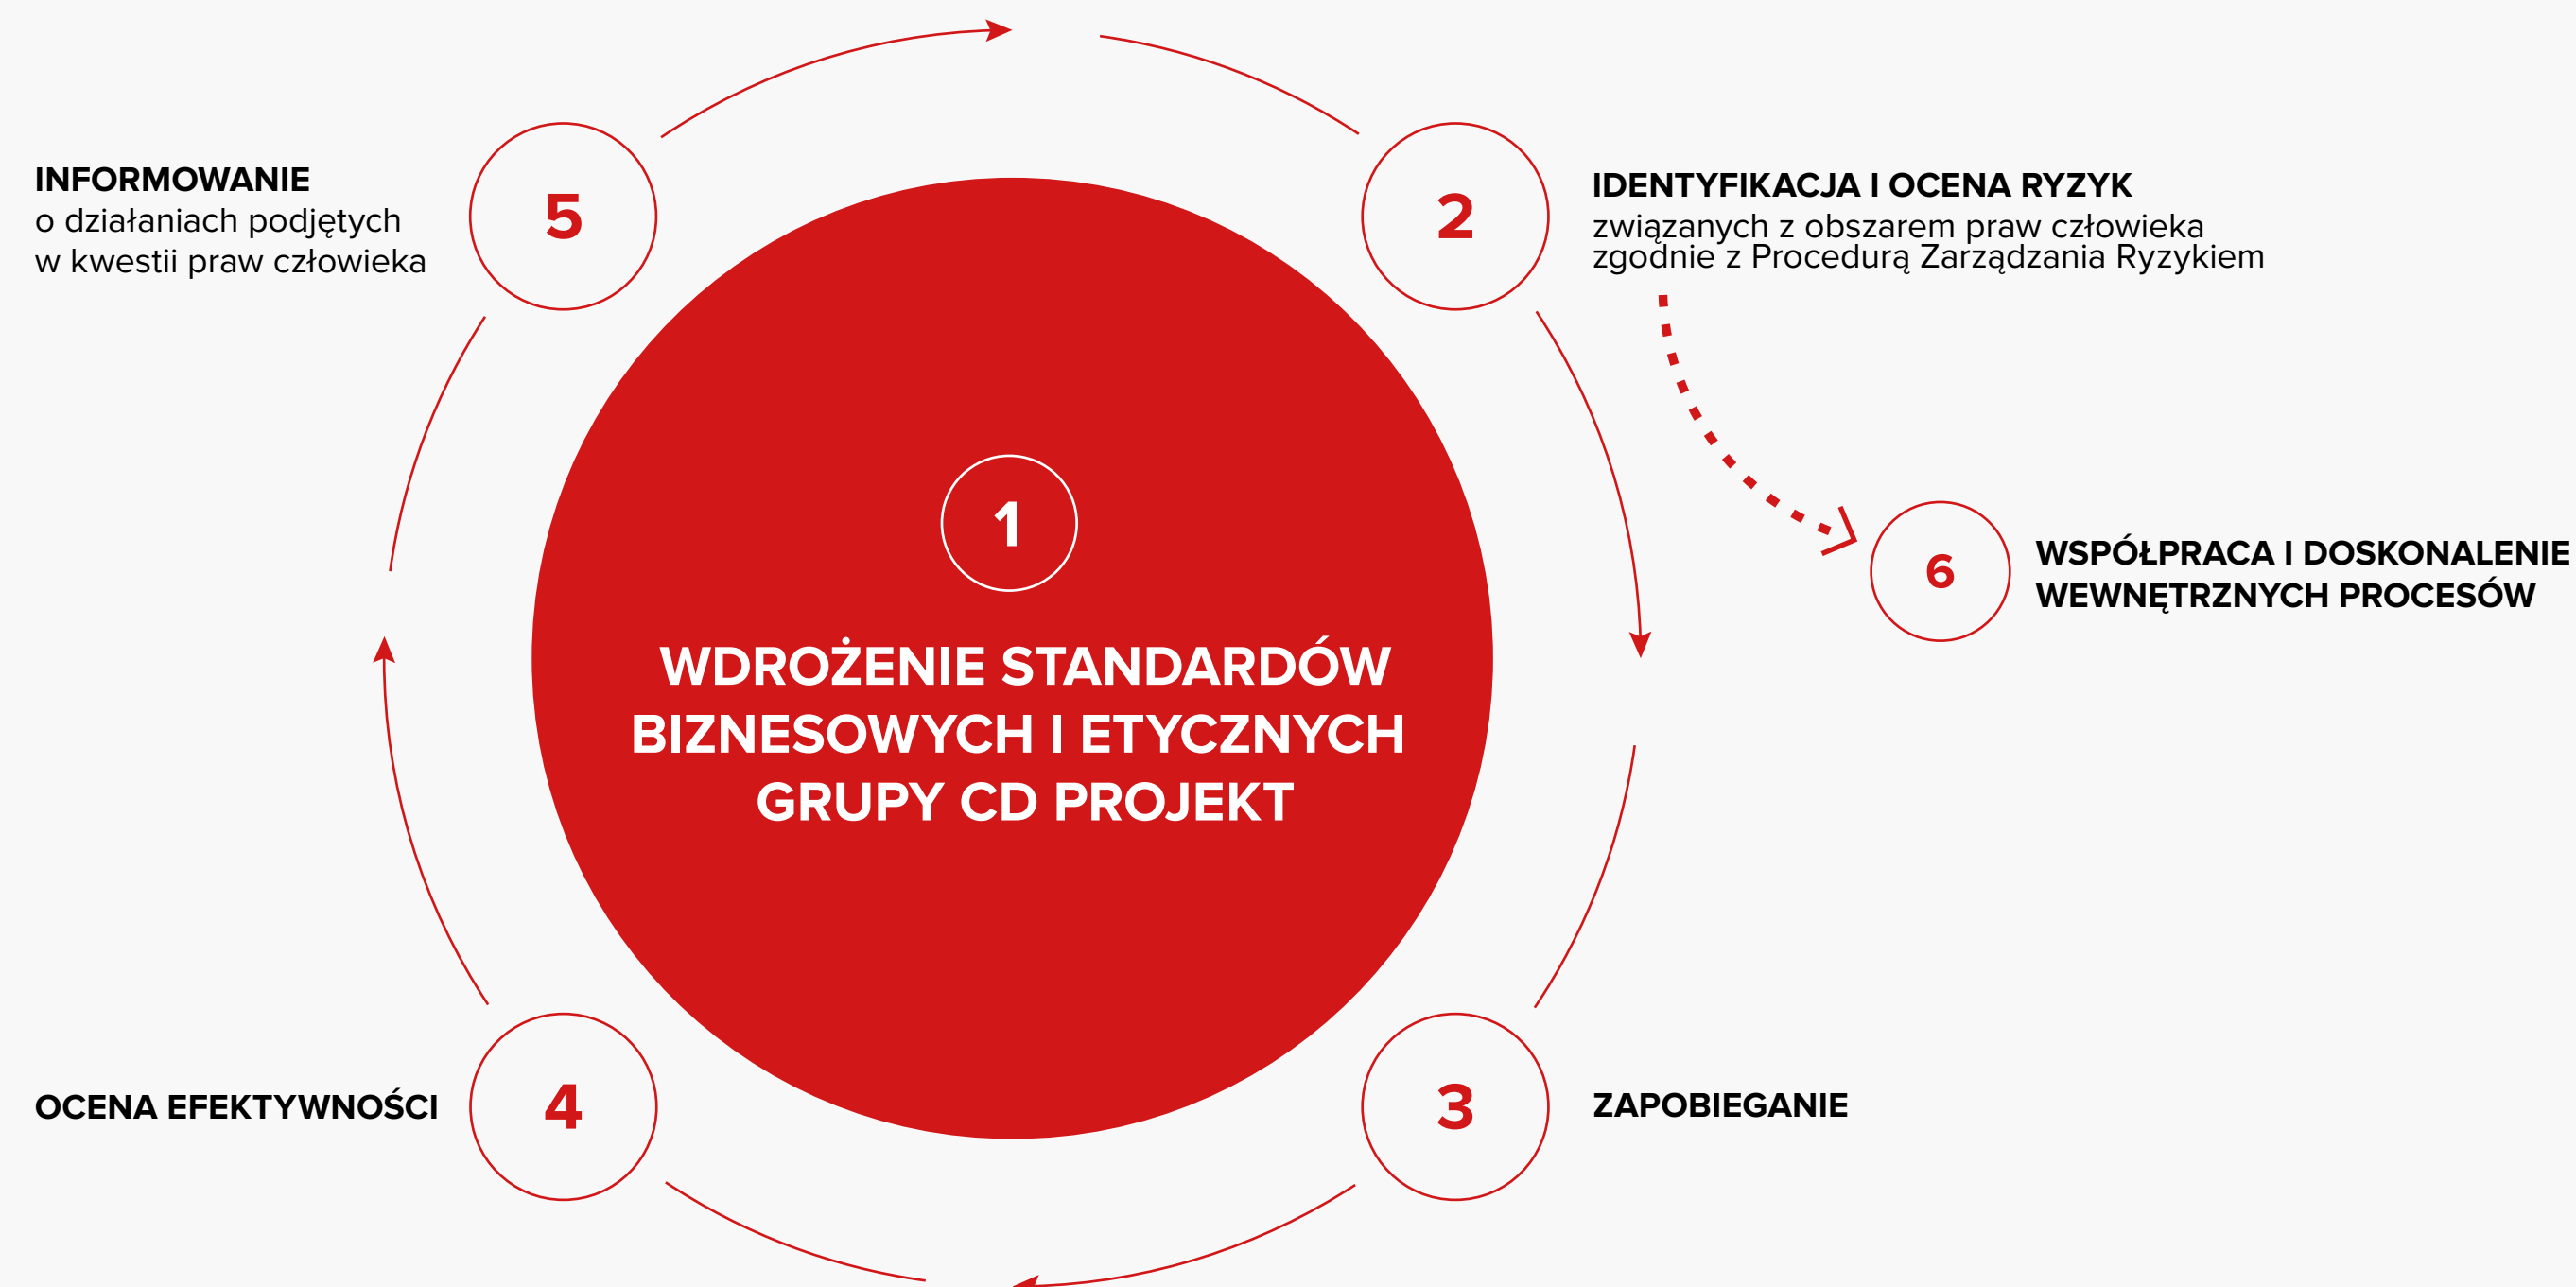 1
WDROŻENIE STANDARDÓW
BIZNESOWYCH I ETYCZNYCH
GRUPY CD PROJEKT
2
IDENTYFIKACJA I OCENA RYZYK
związanych z obszarem praw człowieka
zgodnie z Procedurą Zarządzania Ryzykiem
3
ZAPOBIEGANIE
4
OCENA EFEKTYWNOŚCI
5
INFORMOWANIE
o działaniach podjętych
w kwestii praw człowieka
6
WSPÓŁPRACA I DOSKONALENIE
WEWNĘTRZNYCH PROCESÓW